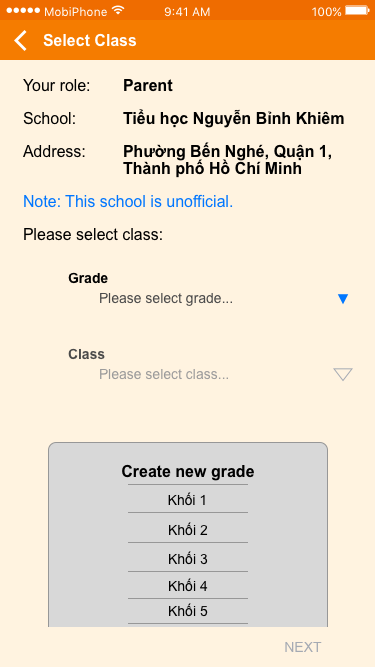 MobiPhone 9:41 AM 100%
Select Class
Your role: Parent
School: Tiểu học Nguyễn Bỉnh Khiêm
Address: Phường Bến Nghé, Quận 1,
Thành phố Hồ Chí Minh
Note: This school is unofficial.
Please select class:
Grade
Please select grade...
Class
Please select class...
Create new grade
Khối 1
Khối 2
Khối 3
Khối 4
Khối 5
NEXT